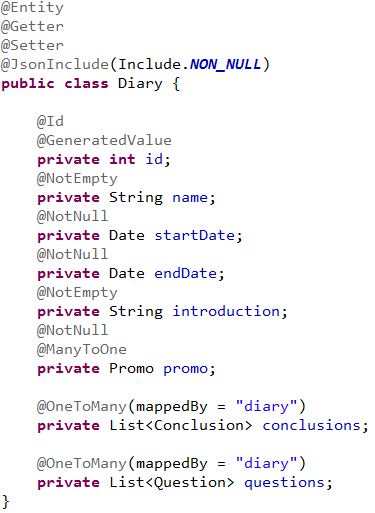 @Entity
@Getter
@Setter
@JsonInclude(Include.NON_NULL)
public class Diary {
@Id
@GeneratedValue
private int id;
@NotEmpty
private String name;
@NotNull
private Date startDate;
@NotNull
private Date endDate;
@NotEmpty
private String introduction;
@NotNull
@ManyToOne
private Promo promo;
@OneToMany(mappedBy = "diary")
private List<Conclusion> conclusions;
@OneToMany(mappedBy = "diary")
private List<Question> questions;
}